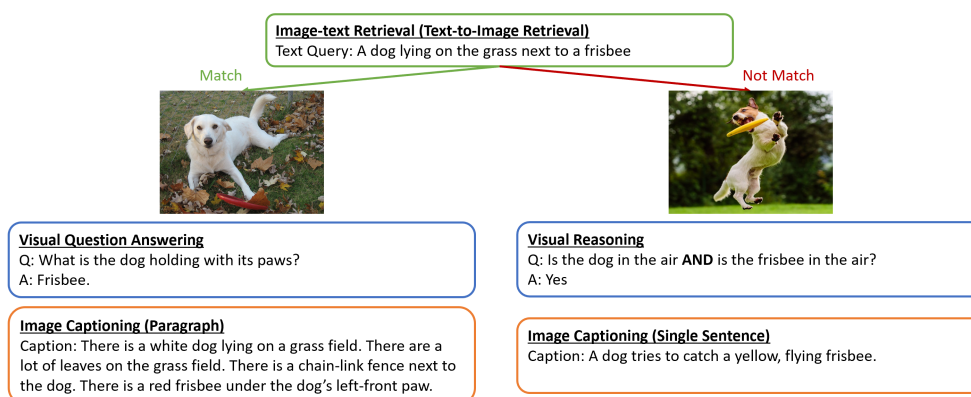 Image-text Retrieval (Text-to-Image Retrieval)
Text Query: A dog lying on the grass next to a frisbee
Match
Not Match
Visual Question Answering
Q: What is the dog holding with its paws?
A: Frisbee.
Visual Reasoning
Q: Is the dog in the air AND is the frisbee in the air?
A: Yes
Image Captioning (Paragraph)
Caption: There is a white dog lying on a grass field. There are a
lot of leaves on the grass field. There is a chain-link fence next to
the dog. There is a red frisbee under the dog’s left-front paw.
Image Captioning (Single Sentence)
Caption: A dog tries to catch a yellow, flying frisbee.